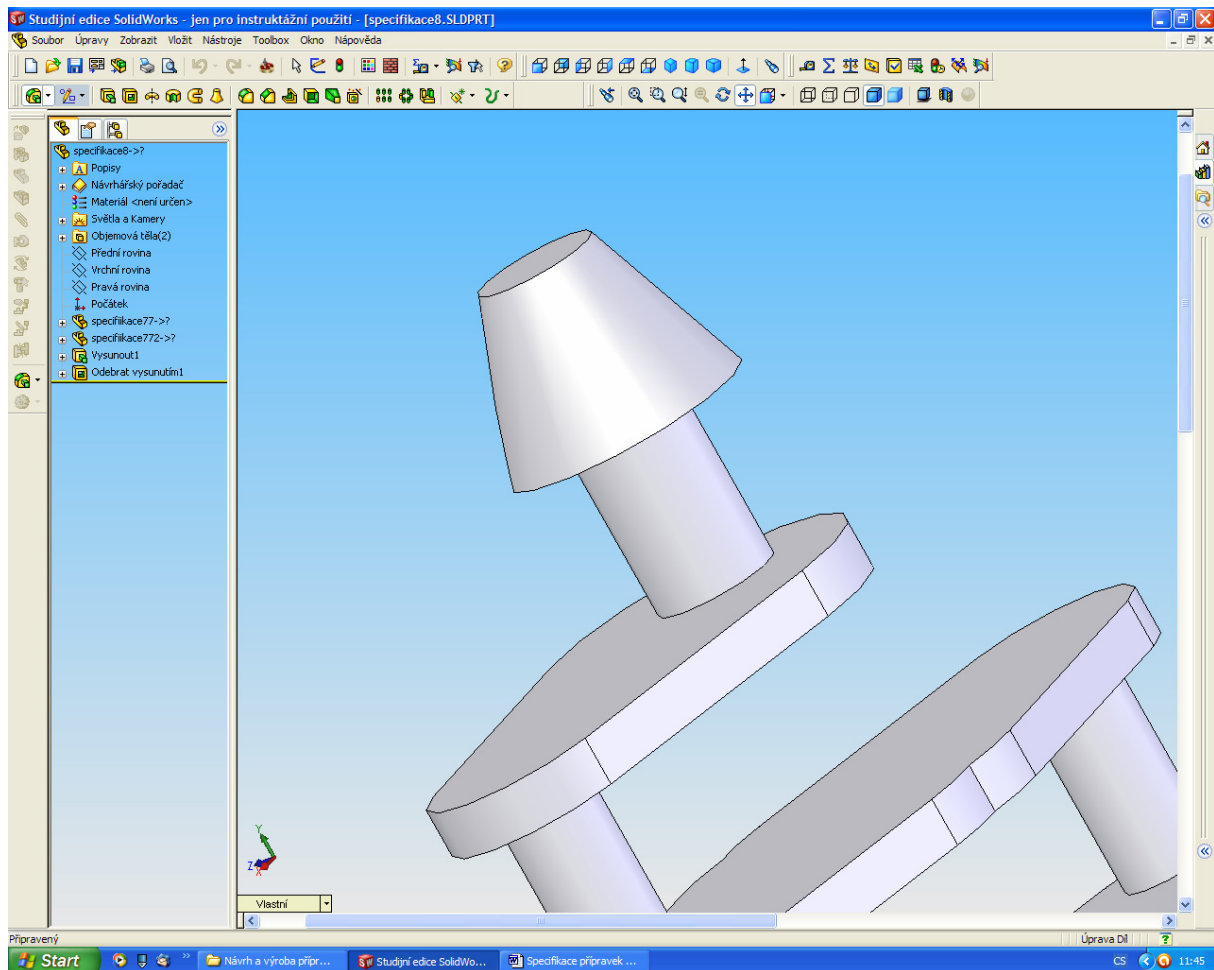 Studijní edice SolidWorks - jen pro instruktážní použití - [specifikace8.SLDPRT]
Soubor Úpravy Zobrazit Vložit Nástroje Toolbox Okno Nápověda
specifikace8->?
Popisy
Návrhářský pořadač
Materiál <není určen>
Světla a Kamery
Objemová těla(2)
Přední rovina
Vrchní rovina
Pravá rovina
Počátek
specifiikace77->?
specifiikace772->?
Vysunout1
Odebrat vysunutím1
Y
Z
X
Vlastní
Připravený
Úprava Díl
Start
Návrh a výroba přípr...
Studijní edice SolidWo...
Specifikace přípravek ...
CS
11:45